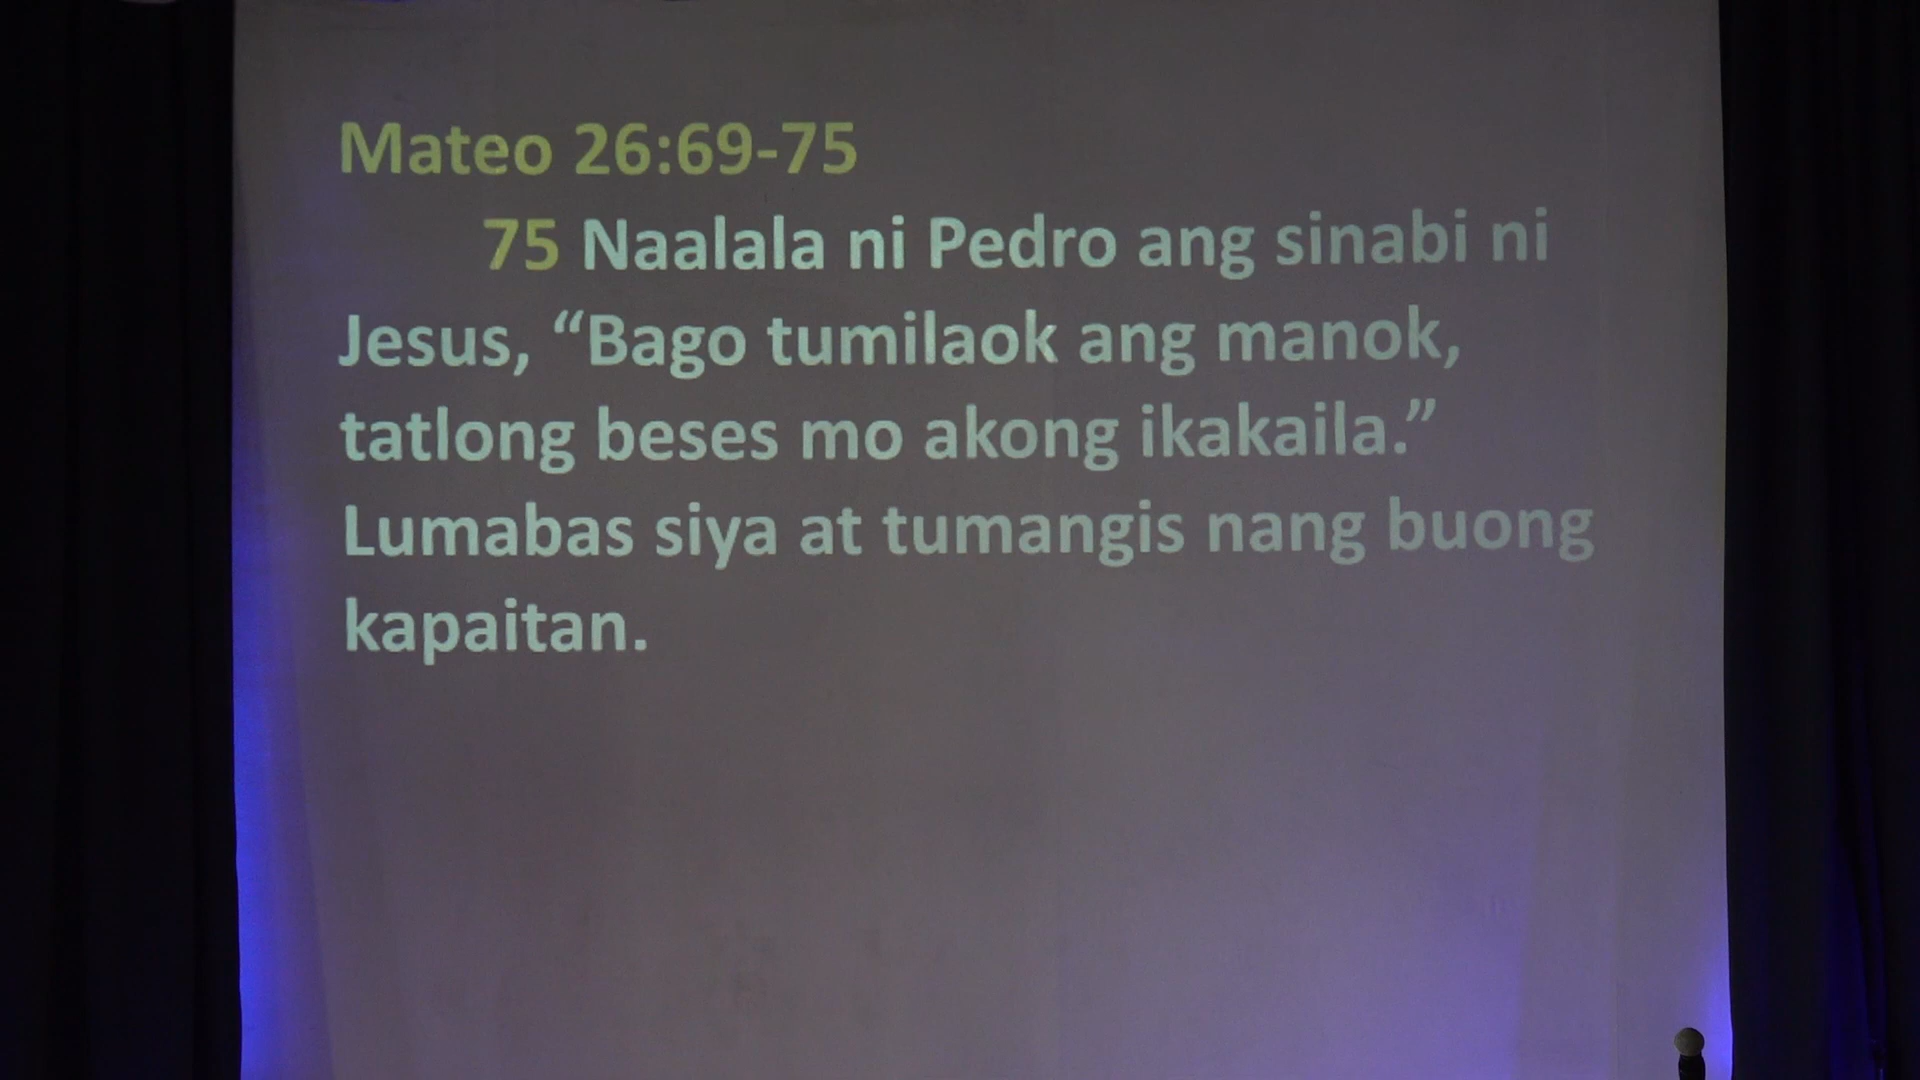 Mateo 26:69-75
75 Naalala ni Pedro ang sinabi ni
Jesus, “Bago tumilaok ang manok,
tatlong beses mo akong ikakaila.”
Lumabas siya at tumangis nang buong
kapaitan.